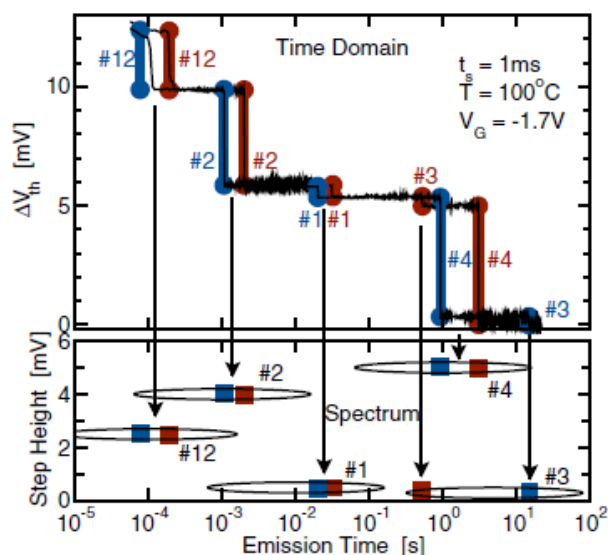 Time Domain
t_s = 1ms
T = 100°C
V_G = -1.7V
#12 #12
#2 #2
#1 #1
#3
#4 #4
#3
ΔV_th [mV]
10
5
0
Step Height [mV]
6
4
2
0
#2
#4
Spectrum
#12
#1
#3
10^-5 10^-4 10^-3 10^-2 10^-1 10^0 10^1 10^2
Emission Time [s]